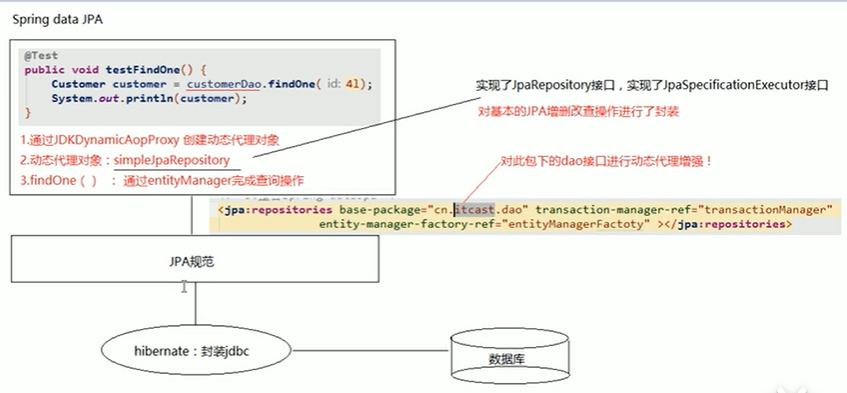 Spring data JPA
@Test
public void testFindOne() {
Customer customer = customerDao.findOne( id: 4l);
System.out.println(customer);
}
1.通过JDKDynamicAopProxy 创建动态代理对象
2.动态代理对象：simpleJpaRepository
3.findOne（ ） ： 通过entityManager完成查询操作
实现了JpaRepository接口，实现了JpaSpecificationExecutor接口
对基本的JPA增删改查操作进行了封装
对此包下的dao接口进行动态代理增强！
<jpa:repositories base-package="cn.itcast.dao" transaction-manager-ref="transactionManager"
entity-manager-factory-ref="entityManagerFactoty" ></jpa:repositories>
JPA规范
hibernate：封装jdbc
数据库